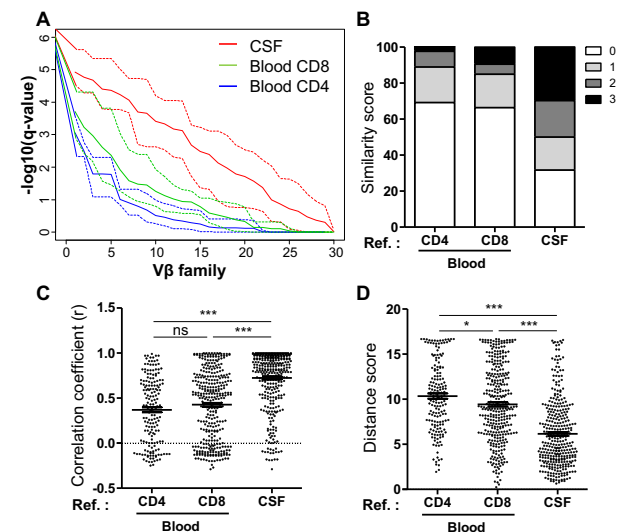 A
-log10(q-value)
6
5
4
3
2
1
0
0 5 10 15 20 25 30
Vβ family
CSF
Blood CD8
Blood CD4
B
Similarity score
100
80
60
40
20
0
0
1
2
3
Ref. : CD4 CD8 CSF
Blood
C
Correlation coefficient (r)
1.5
1.0
0.5
0.0
-0.5
***
ns ***
Ref. : CD4 CD8 CSF
Blood
D
Distance score
20
15
10
5
0
***
* ***
Ref. : CD4 CD8 CSF
Blood